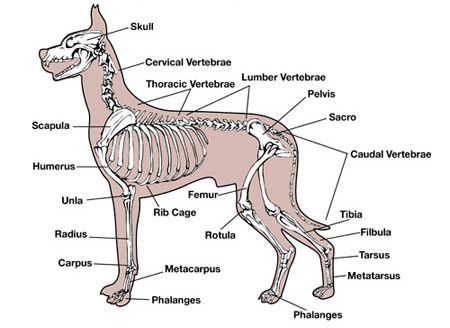 Skull
Cervical Vertebrae
Thoracic Vertebrae
Lumber Vertebrae
Pelvis
Sacro
Scapula
Caudal Vertebrae
Humerus
Unla
Femur
Rib Cage
Tibia
Radius
Rotula
Filbula
Carpus
Metacarpus
Tarsus
Metatarsus
Phalanges
Phalanges